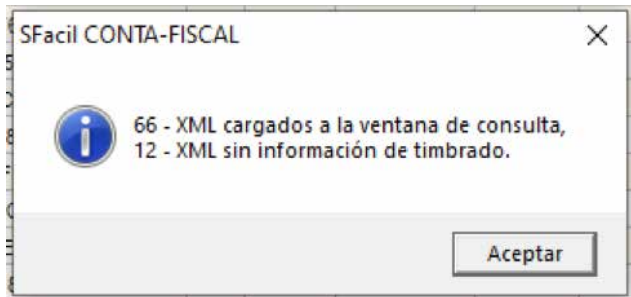 SFacil CONTA-FISCAL
66 - XML cargados a la ventana de consulta,
12 - XML sin información de timbrado.
Aceptar